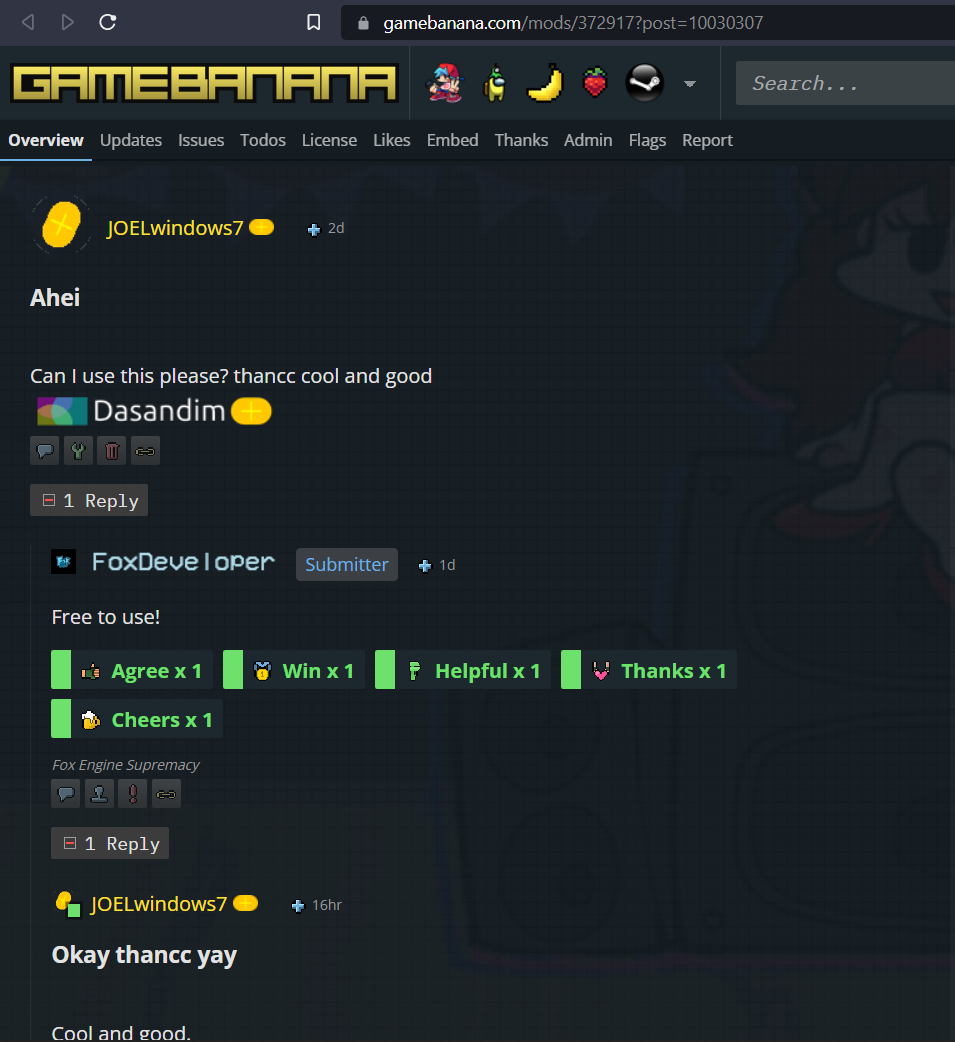 gamebanana.com/mods/372917?post=10030307
GAMEBANANA
Search...
Overview Updates Issues Todos License Likes Embed Thanks Admin Flags Report
JOELwindows7 2d
Ahei
Can I use this please? thancc cool and good
Dasandim
1 Reply
FoxDeveloper Submitter 1d
Free to use!
Agree x 1 Win x 1 Helpful x 1 Thanks x 1
Cheers x 1
Fox Engine Supremacy
1 Reply
JOELwindows7 16hr
Okay thancc yay
Cool and good.